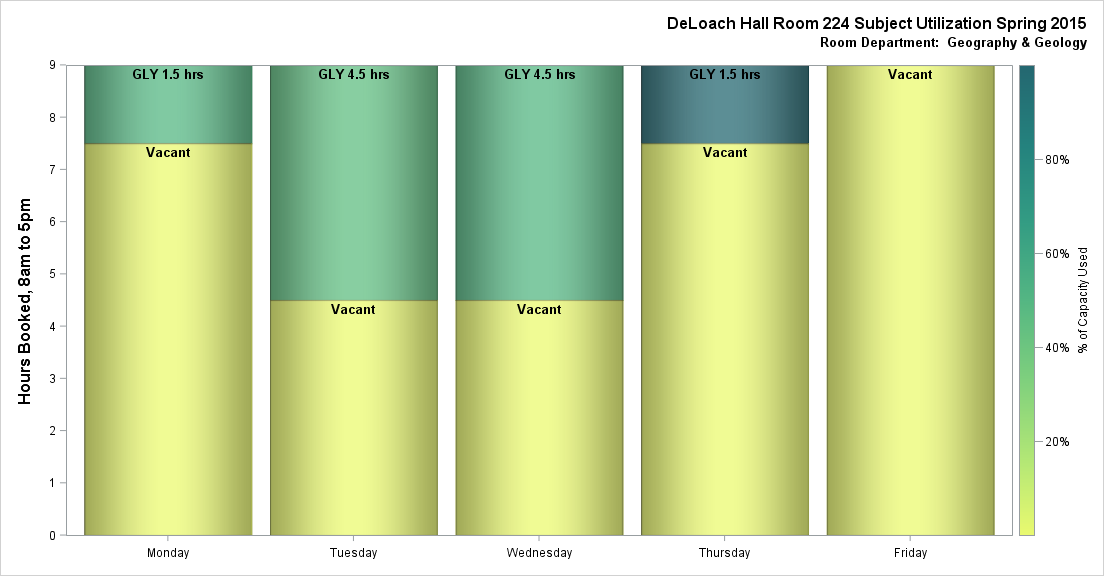 DeLoach Hall Room 224 Subject Utilization Spring 2015
Room Department:  Geography & Geology
Hours Booked, 8am to 5pm
9
8
7
6
5
4
3
2
1
0
GLY 1.5 hrs
Vacant
GLY 4.5 hrs
Vacant
GLY 4.5 hrs
Vacant
GLY 1.5 hrs
Vacant
Vacant
Monday
Tuesday
Wednesday
Thursday
Friday
80%
60%
40%
20%
% of Capacity Used